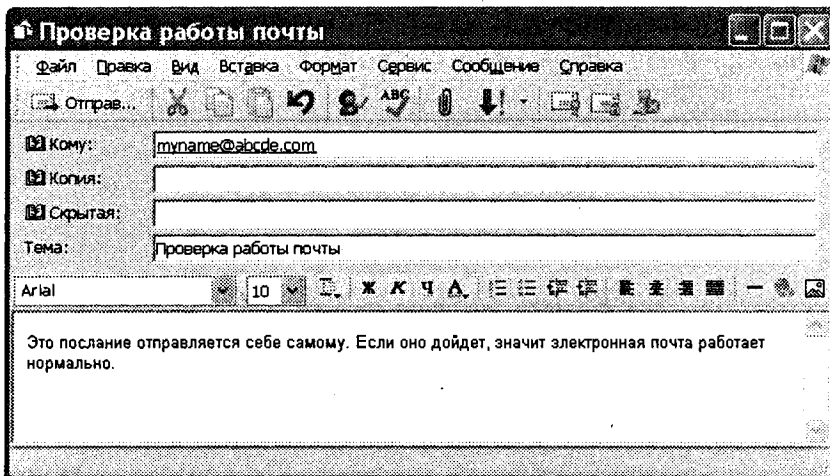 Проверка работы почты
Файл Правка Вид Вставка Формат Сервис Сообщение Справка
Отправ...
Кому: myname@abcde.com
Копия:
Скрытая:
Тема: Проверка работы почты
Arial 10 Ж К Ч А
Это послание отправляется себе самому. Если оно дойдет, значит электронная почта работает
нормально.